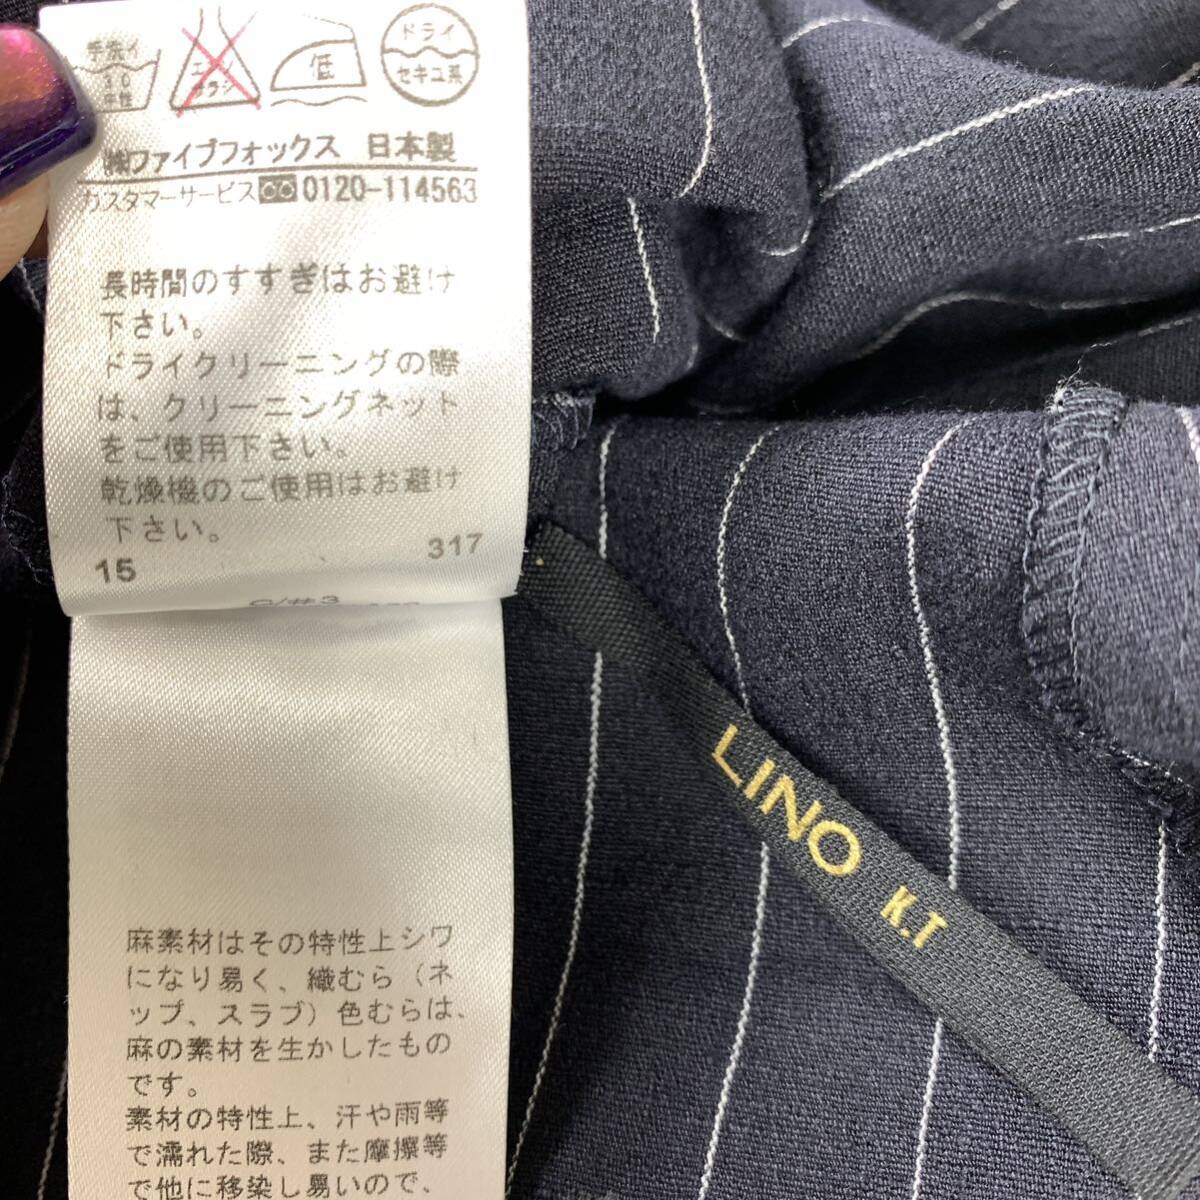 手洗イ
30
中性
エンソ
サラシ
低
ドライ
セキユ系
㈱ファイブフォックス 日本製
カスタマーサービス 0120-114563
長時間のすすぎはお避け
下さい。
ドライクリーニングの際
は、クリーニングネット
をご使用下さい。
乾燥機のご使用はお避け
下さい。
15 317
C/#3
LINO K.T
麻素材はその特性上シワ
になり易く、織むら（ネ
ップ、スラブ）色むらは、
麻の素材を生かしたもの
です。
素材の特性上、汗や雨等
で濡れた際、また摩擦等
で他に移染し易いので、